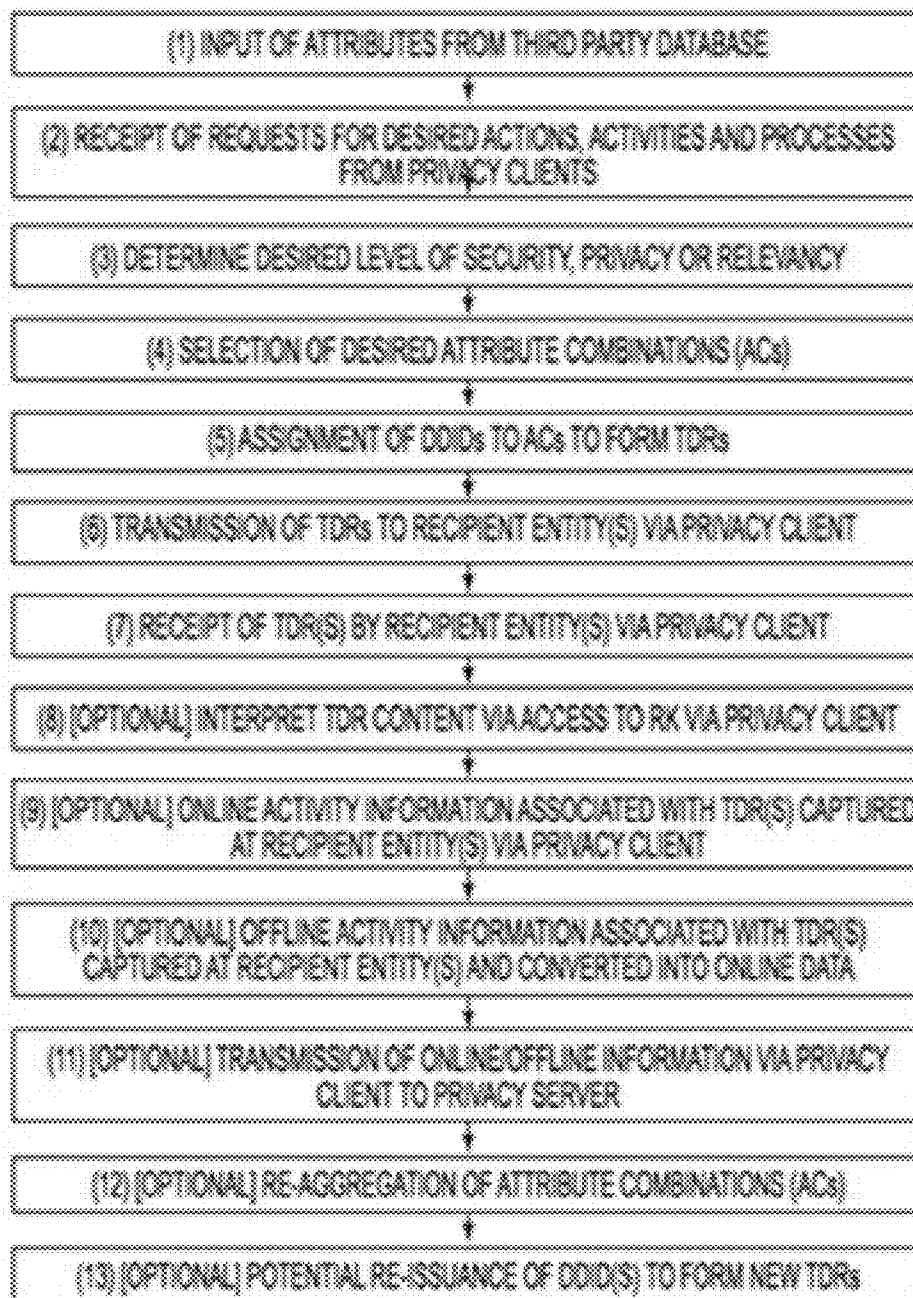 (1) INPUT OF ATTRIBUTES FROM THIRD PARTY DATABASE
(2) RECEIPT OF REQUESTS FOR DESIRED ACTIONS, ACTIVITIES AND PROCESSES
FROM PRIVACY CLIENTS
(3) DETERMINE DESIRED LEVEL OF SECURITY, PRIVACY OR RELEVANCY
(4) SELECTION OF DESIRED ATTRIBUTE COMBINATIONS (ACs)
(5) ASSIGNMENT OF DDIDs TO ACs TO FORM TDRs
(6) TRANSMISSION OF TDRs TO RECIPIENT ENTITY(S) VIA PRIVACY CLIENT
(7) RECEIPT OF TDR(S) BY RECIPIENT ENTITY(S) VIA PRIVACY CLIENT
(8) [OPTIONAL] INTERPRET TDR CONTENT VIA ACCESS TO RK VIA PRIVACY CLIENT
(9) [OPTIONAL] ONLINE ACTIVITY INFORMATION ASSOCIATED WITH TDR(S) CAPTURED
AT RECIPIENT ENTITY(S) VIA PRIVACY CLIENT
(10) [OPTIONAL] OFFLINE ACTIVITY INFORMATION ASSOCIATED WITH TDR(S)
CAPTURED AT RECIPIENT ENTITY(S) AND CONVERTED INTO ONLINE DATA
(11) [OPTIONAL] TRANSMISSION OF ONLINE/OFFLINE INFORMATION VIA PRIVACY
CLIENT TO PRIVACY SERVER
(12) [OPTIONAL] RE-AGGREGATION OF ATTRIBUTE COMBINATIONS (ACs)
(13) [OPTIONAL] POTENTIAL RE-ISSUANCE OF DDID(S) TO FORM NEW TDRs